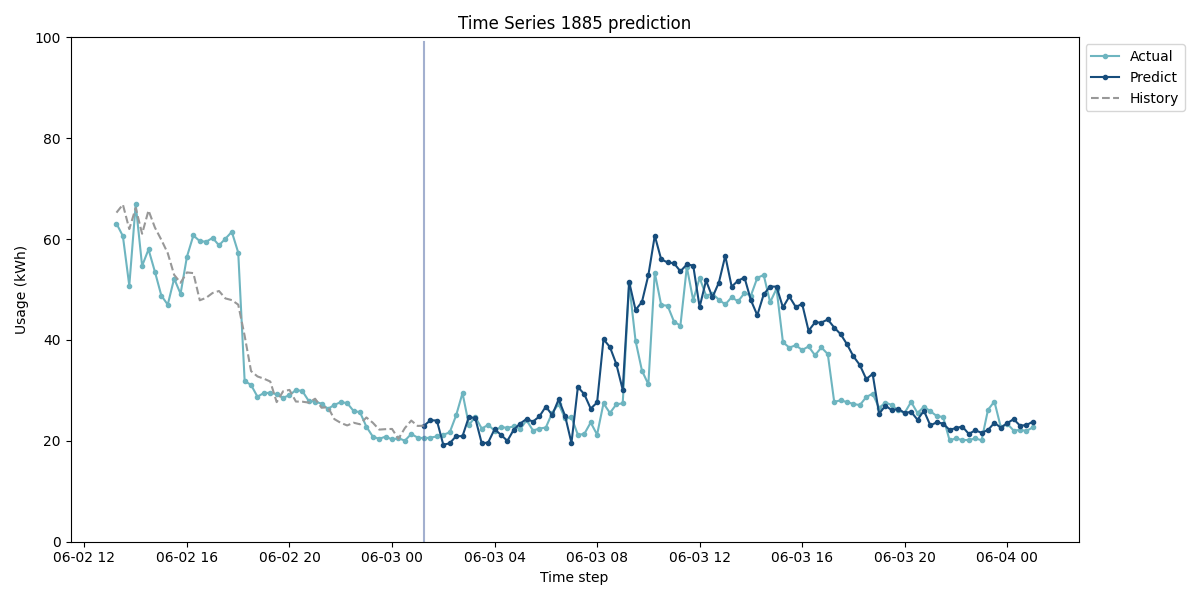 Time Series 1885 prediction
100
80
60
40
20
0
Usage (kWh)
06-02 12
06-02 16
06-02 20
06-03 00
06-03 04
06-03 08
06-03 12
06-03 16
06-03 20
06-04 00
Time step
Actual
Predict
History